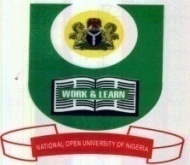 WORK & LEARN
NATIONAL OPEN UNIVERSITY OF NIGERIA